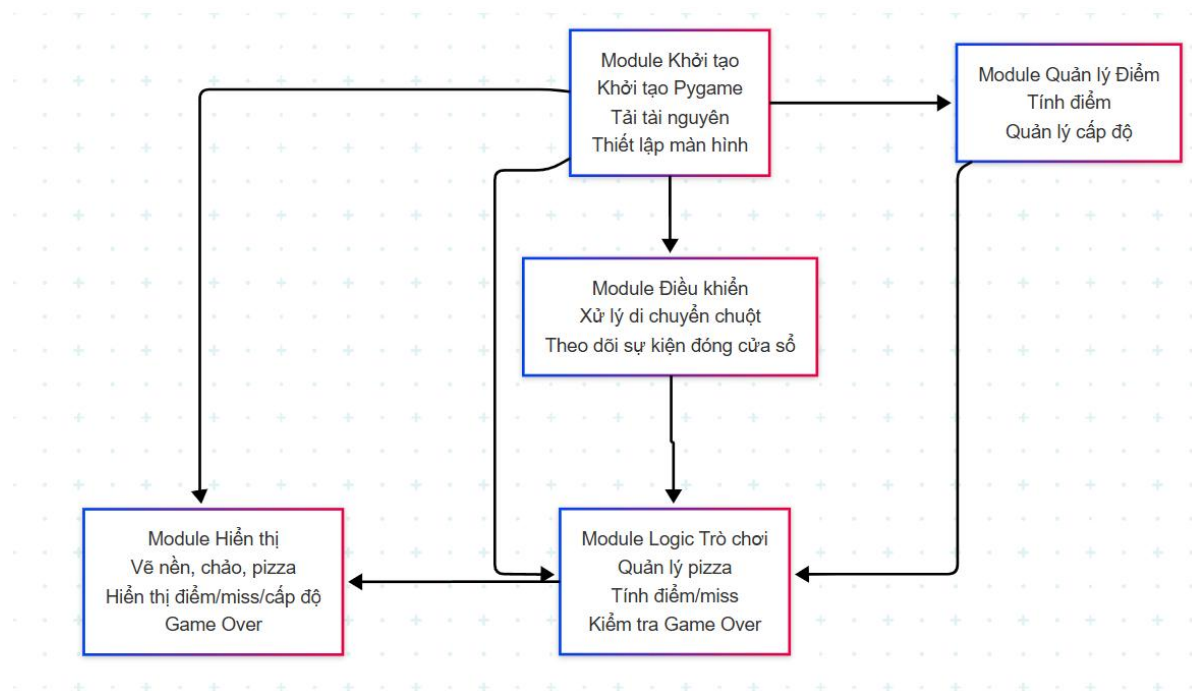 Module Khởi tạo
Khởi tạo Pygame
Tải tài nguyên
Thiết lập màn hình
Module Quản lý Điểm
Tính điểm
Quản lý cấp độ
Module Điều khiển
Xử lý di chuyển chuột
Theo dõi sự kiện đóng cửa sổ
Module Hiển thị
Vẽ nền, chảo, pizza
Hiển thị điểm/miss/cấp độ
Game Over
Module Logic Trò chơi
Quản lý pizza
Tính điểm/miss
Kiểm tra Game Over